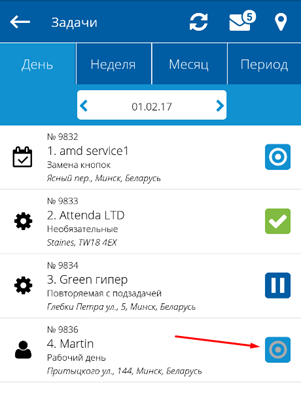 Задачи
5
День Неделя Месяц Период
01.02.17
№ 9832
1. amd service1
Замена кнопок
Ясный пер., Минск, Беларусь
№ 9833
2. Attenda LTD
Необязательные
Staines, TW18 4EX
№ 9834
3. Green гипер
Повторяемая с подзадачей
Глебки Петра ул., 5, Минск, Беларусь
№ 9836
4. Martin
Рабочий день
Притыцкого ул., 144, Минск, Беларусь